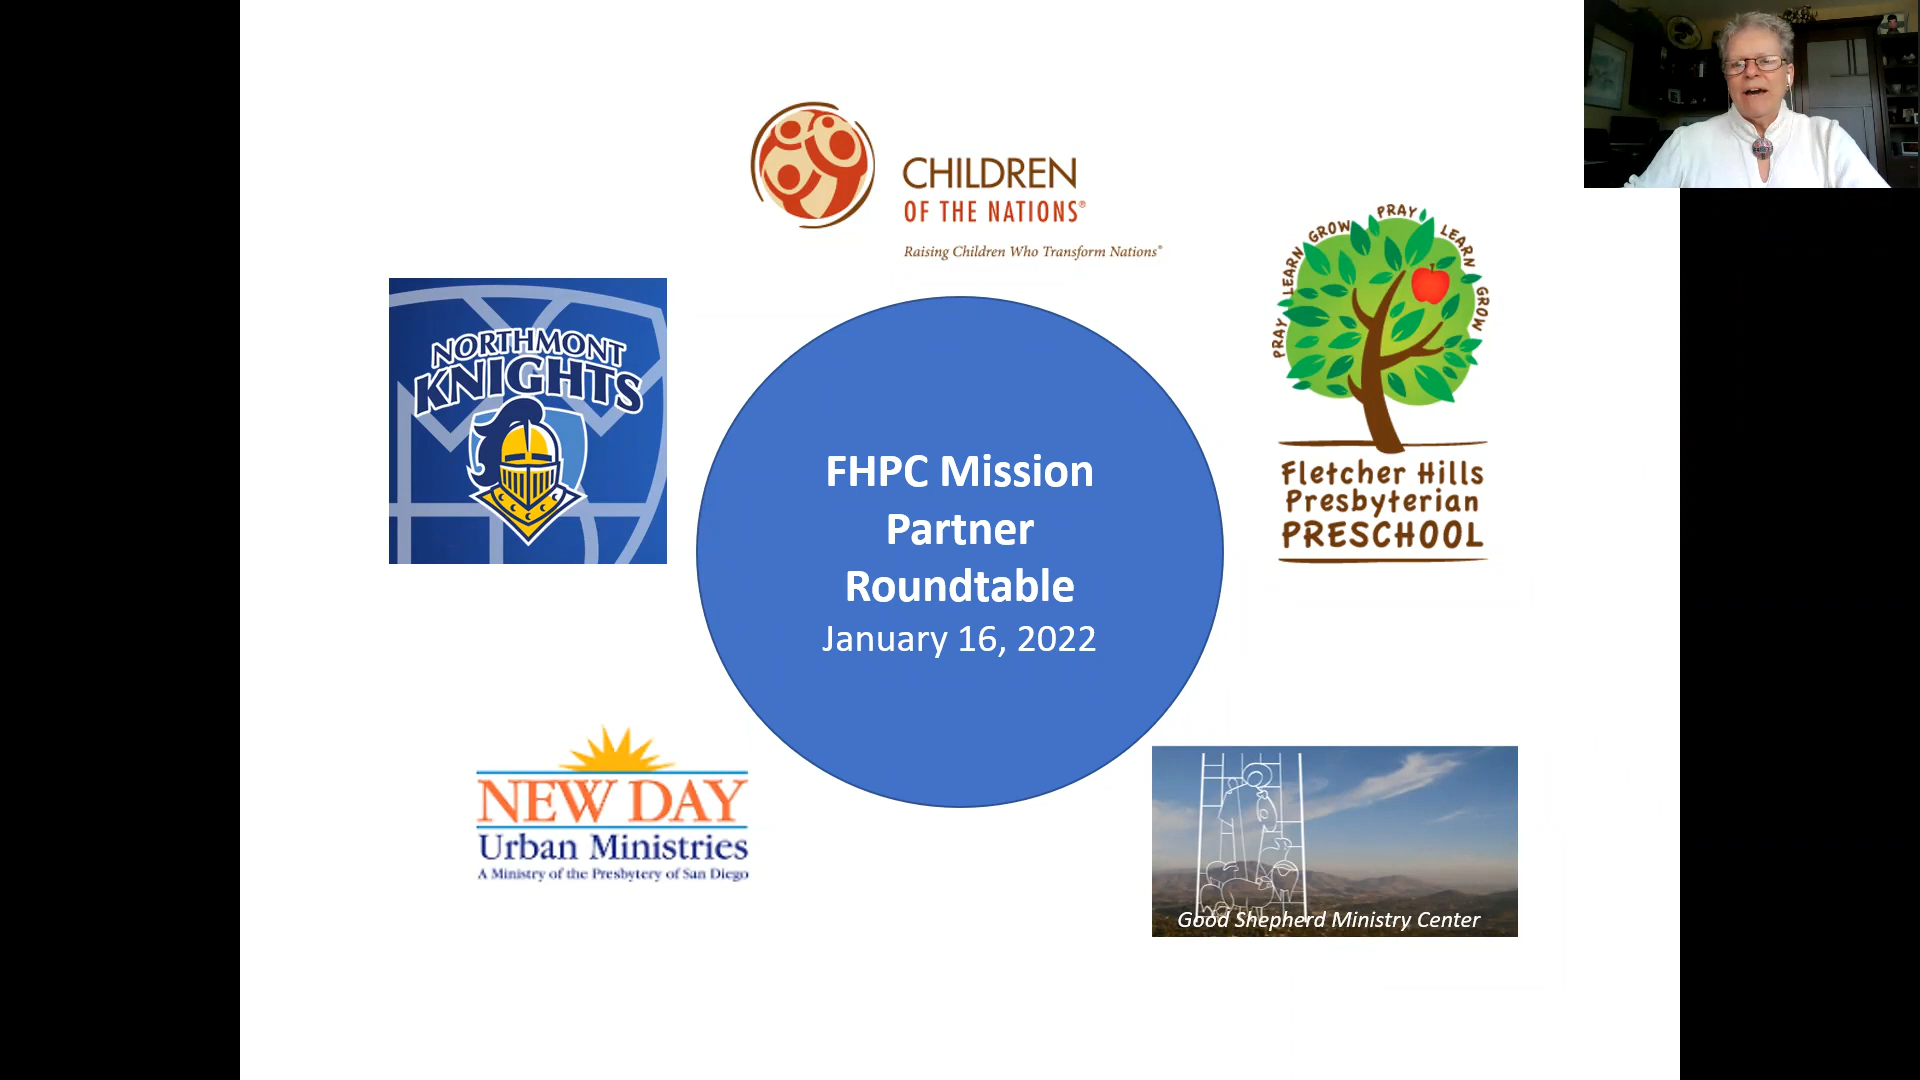 CHILDREN
OF THE NATIONS®
Raising Children Who Transform Nations®
NORTHMONT
KNIGHTS
PRAY LEARN GROW PRAY LEARN GROW
Fletcher Hills
Presbyterian
PRESCHOOL
FHPC Mission
Partner
Roundtable
January 16, 2022
NEW DAY
Urban Ministries
A Ministry of the Presbytery of San Diego
Good Shepherd Ministry Center